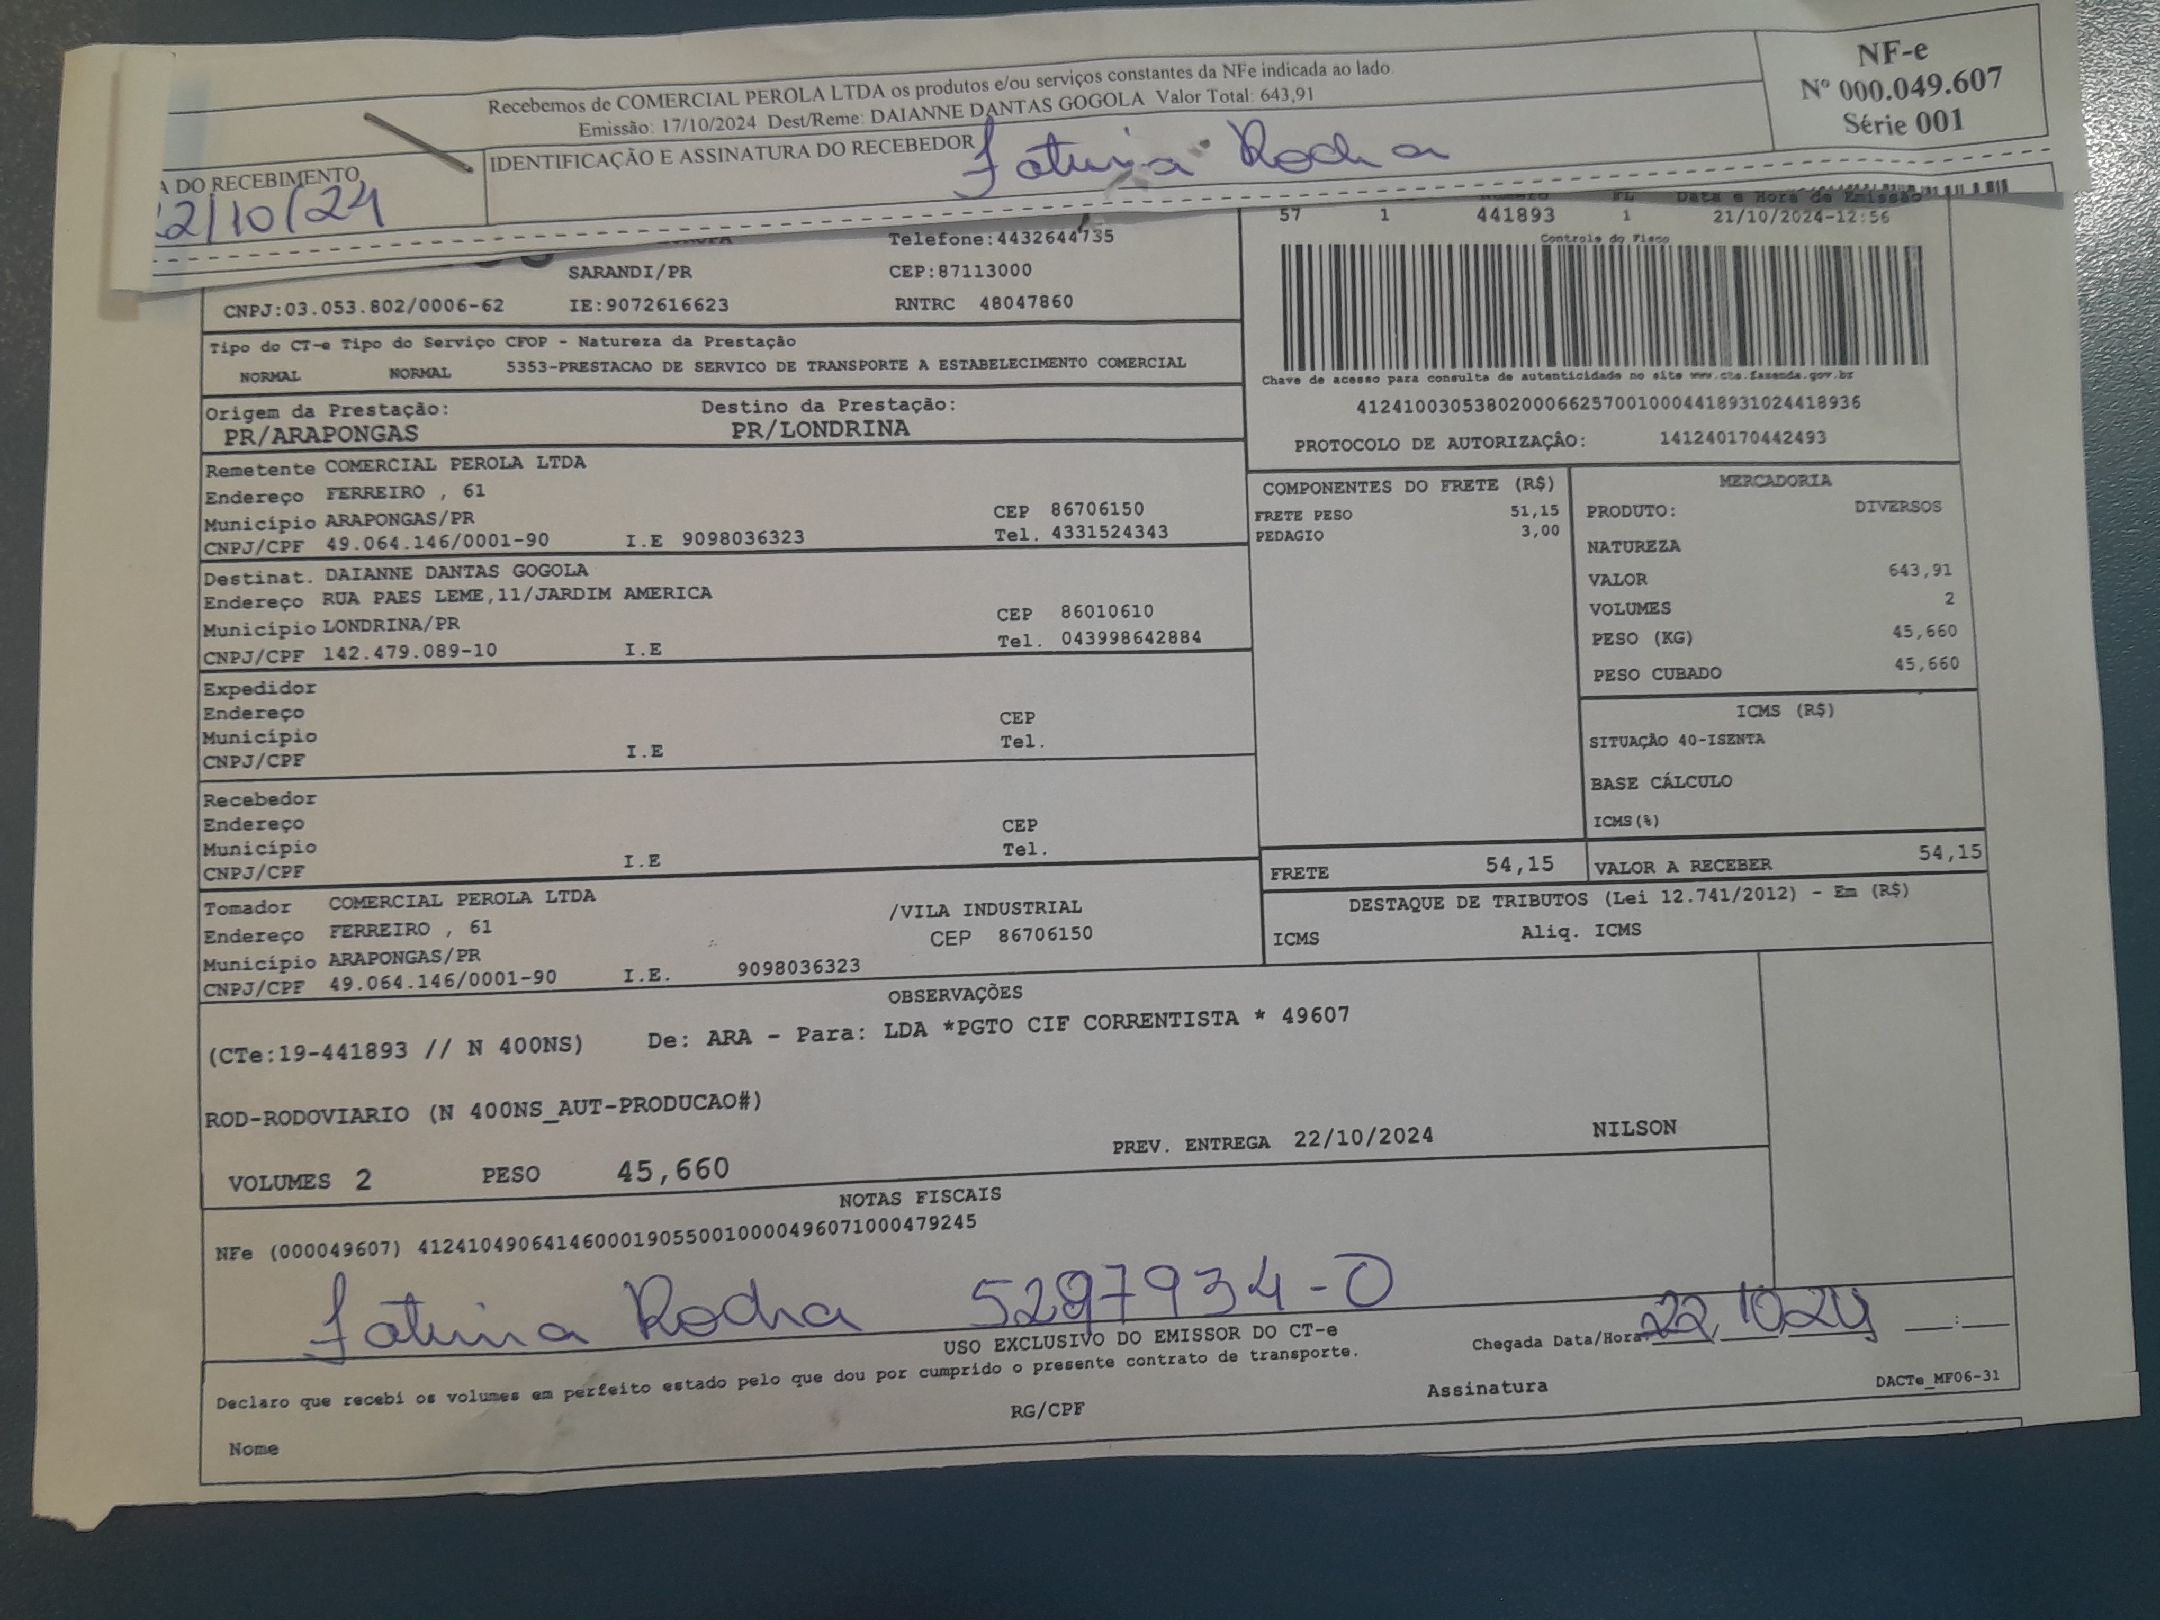 Recebemos de COMERCIAL PEROLA LTDA os produtos e/ou serviços constantes da NFe indicada ao lado.
Emissão: 17/10/2024 Dest/Reme: DAIANNE DANTAS GOGOLA Valor Total: 643,91
NF-e
Nº 000.049.607
Série 001
A DO RECEBIMENTO
22/10/24
IDENTIFICAÇÃO E ASSINATURA DO RECEBEDOR
Fatima Rocha
FL Data e Hora de Emissão
57 1 441893 1 21/10/2024-12:56
Telefone:4432644735
Controle do Fisco
SARANDI/PR CEP:87113000
CNPJ:03.053.802/0006-62 IE:9072616623 RNTRC 48047860
Tipo do CT-e Tipo do Serviço CFOP - Natureza da Prestação
NORMAL NORMAL 5353-PRESTACAO DE SERVICO DE TRANSPORTE A ESTABELECIMENTO COMERCIAL
Chave de acesso para consulta de autenticidade no site www.cte.fazenda.gov.br
41241003053802000662570010004418931024418936
PROTOCOLO DE AUTORIZAÇÃO: 141240170442493
Origem da Prestação: Destino da Prestação:
PR/ARAPONGAS PR/LONDRINA
Remetente COMERCIAL PEROLA LTDA
Endereço FERREIRO , 61
Município ARAPONGAS/PR CEP 86706150
CNPJ/CPF 49.064.146/0001-90 I.E 9098036323 Tel. 4331524343
Destinat. DAIANNE DANTAS GOGOLA
Endereço RUA PAES LEME,11/JARDIM AMERICA
Município LONDRINA/PR CEP 86010610
CNPJ/CPF 142.479.089-10 I.E Tel. 043998642884
Expedidor
Endereço
Município CEP
CNPJ/CPF I.E Tel.
Recebedor
Endereço
Município CEP
CNPJ/CPF I.E Tel.
Tomador COMERCIAL PEROLA LTDA
Endereço FERREIRO , 61 /VILA INDUSTRIAL
Município ARAPONGAS/PR CEP 86706150
CNPJ/CPF 49.064.146/0001-90 I.E. 9098036323
COMPONENTES DO FRETE (R$)
FRETE PESO 51,15
PEDAGIO 3,00
MERCADORIA
PRODUTO: DIVERSOS
NATUREZA
VALOR 643,91
VOLUMES 2
PESO (KG) 45,660
PESO CUBADO 45,660
ICMS (R$)
SITUAÇÃO 40-ISENTA
BASE CÁLCULO
ICMS(%)
FRETE 54,15 VALOR A RECEBER 54,15
DESTAQUE DE TRIBUTOS (Lei 12.741/2012) - Em (R$)
ICMS Aliq. ICMS
OBSERVAÇÕES
(CTe:19-441893 // N 400NS) De: ARA - Para: LDA *PGTO CIF CORRENTISTA * 49607
ROD-RODOVIARIO (N 400NS_AUT-PRODUCAO#)
PREV. ENTREGA 22/10/2024 NILSON
VOLUMES 2 PESO 45,660
NOTAS FISCAIS
NFe (000049607) 41241049064146000190550010000496071000479245
Fatima Rocha 5297934-0
USO EXCLUSIVO DO EMISSOR DO CT-e
Chegada Data/Hora: 22/10/24 __:__
Declaro que recebi os volumes em perfeito estado pelo que dou por cumprido o presente contrato de transporte.
Nome RG/CPF Assinatura DACTe_MF06-31